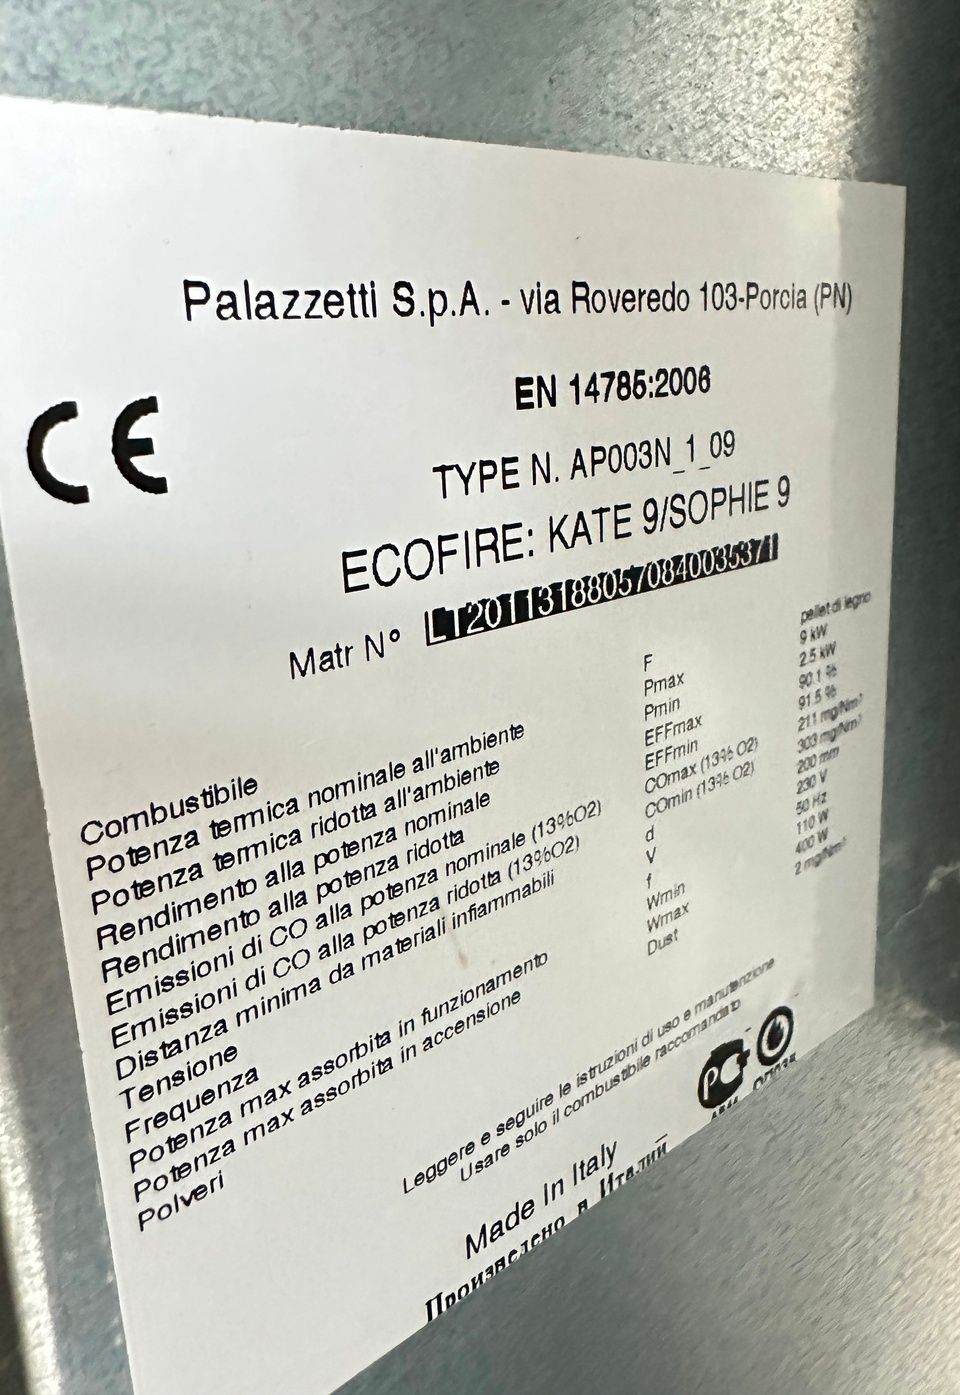 Palazzetti S.p.A. - via Roveredo 103-Porcia (PN)
CE
EN 14785:2006
TYPE N. AP003N_1_09
ECOFIRE: KATE 9/SOPHIE 9
Matr N°
Combustibile F pellet di legno
Potenza termica nominale all'ambiente Pmax 9 kW
Potenza termica ridotta all'ambiente Pmin 2.5 kW
Rendimento alla potenza nominale EFFmax 90.1 %
Rendimento alla potenza ridotta EFFmin 91.5 %
Emissioni di CO alla potenza nominale (13%O2) COmax (13% O2) 211 mg/Nm³
Emissioni di CO alla potenza ridotta (13%O2) COmin (13% O2) 303 mg/Nm³
Distanza minima da materiali infiammabili d 200 mm
Tensione V 230 V
Frequenza f 50 Hz
Potenza max assorbita in funzionamento Wmin 110 W
Potenza max assorbita in accensione Wmax 400 W
Polveri Dust 2 mg/Nm³
Leggere e seguire le istruzioni di uso e manutenzione
Usare solo il combustibile raccomandato
Made In Italy
Произведено в Италии